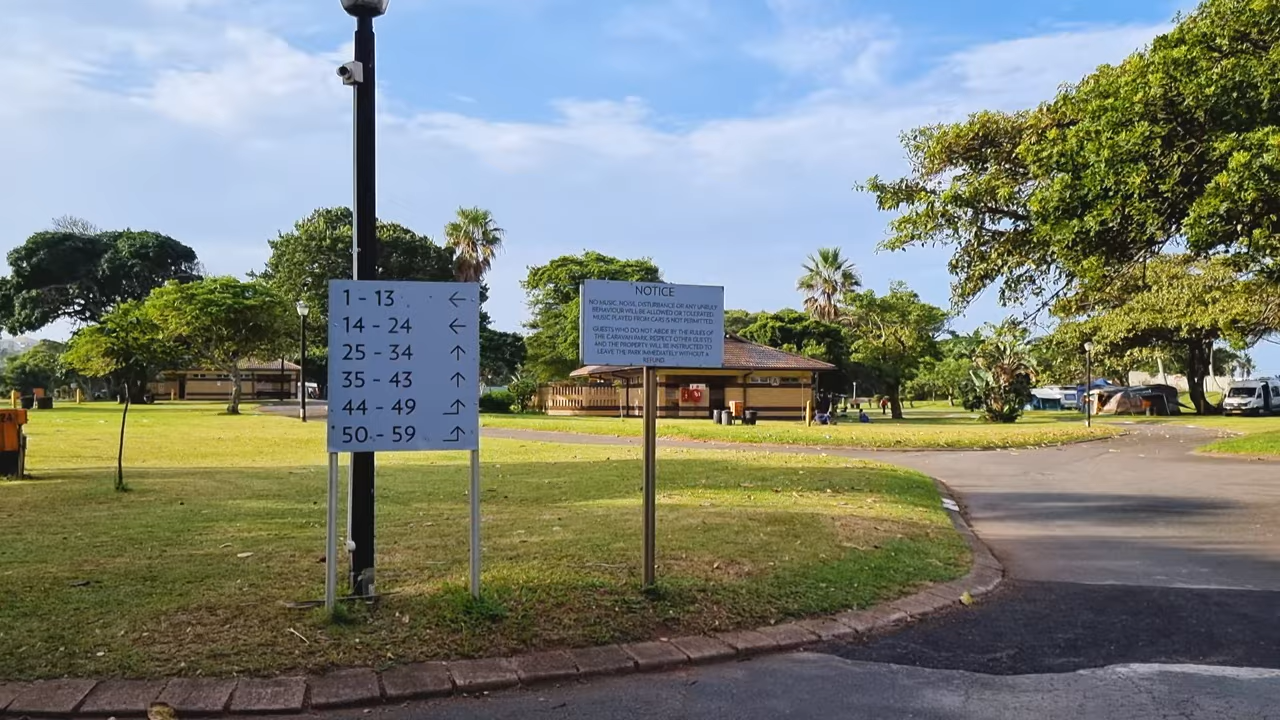 1 - 13 ←
14 - 24 ←
25 - 34 ↑
35 - 43 ↑
44 - 49 ↱
50 - 59 ↱
NOTICE
NO MUSIC, NOISE, DISTURBANCE OR ANY UNRULY
BEHAVIOUR WILL BE ALLOWED OR TOLERATED
MUSIC PLAYED FROM CARS IS NOT PERMITTED
GUESTS WHO DO NOT ABIDE BY THE RULES OF
THE CARAVAN PARK, RESPECT OTHER GUESTS
AND THE PROPERTY WILL BE INSTRUCTED TO
LEAVE THE PARK IMMEDIATELY WITHOUT A
REFUND.